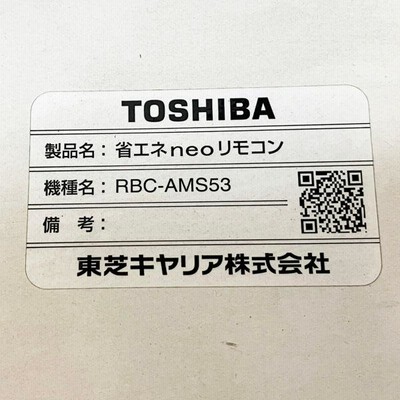 TOSHIBA
製品名：省エネneoリモコン
機種名：RBC-AMS53
備考：
東芝キヤリア株式会社